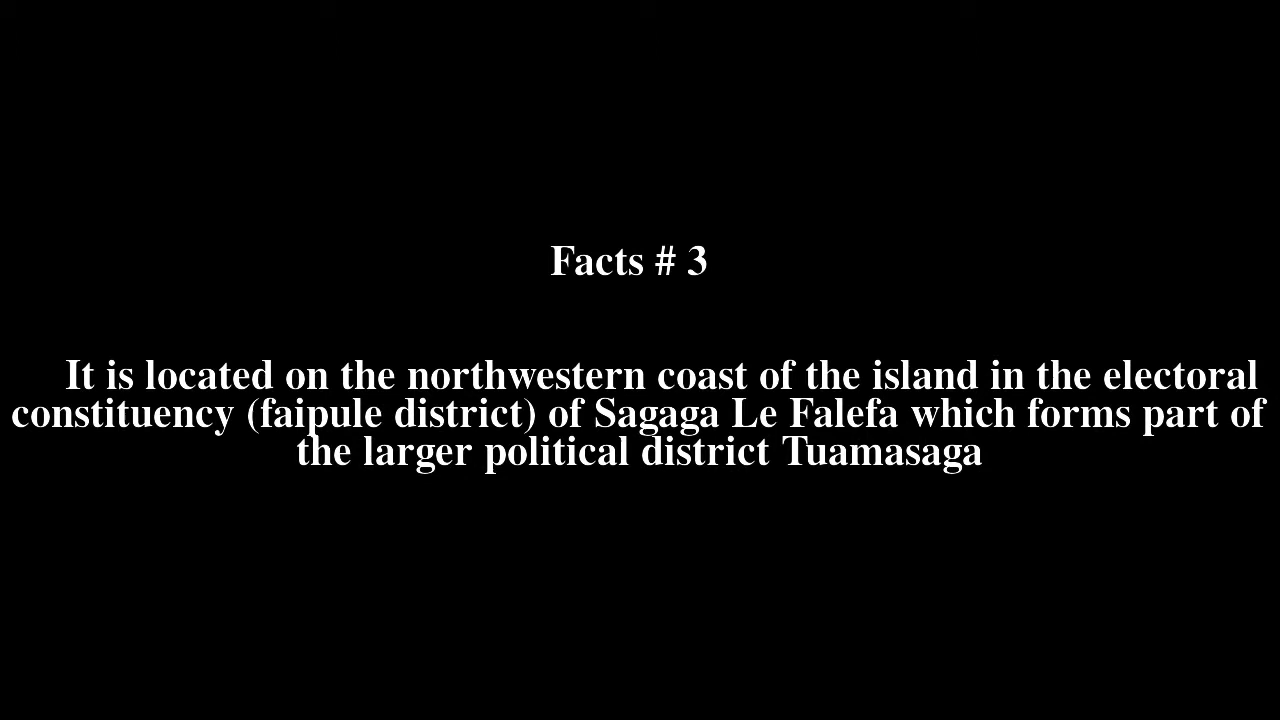 Facts # 3
It is located on the northwestern coast of the island in the electoral
constituency (faipule district) of Sagaga Le Falefa which forms part of
the larger political district Tuamasaga